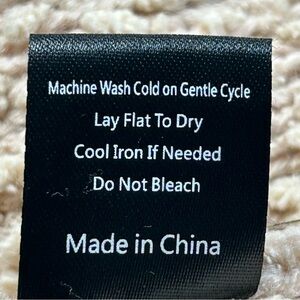 Machine Wash Cold on Gentle Cycle
Lay Flat To Dry
Cool Iron If Needed
Do Not Bleach
Made in China